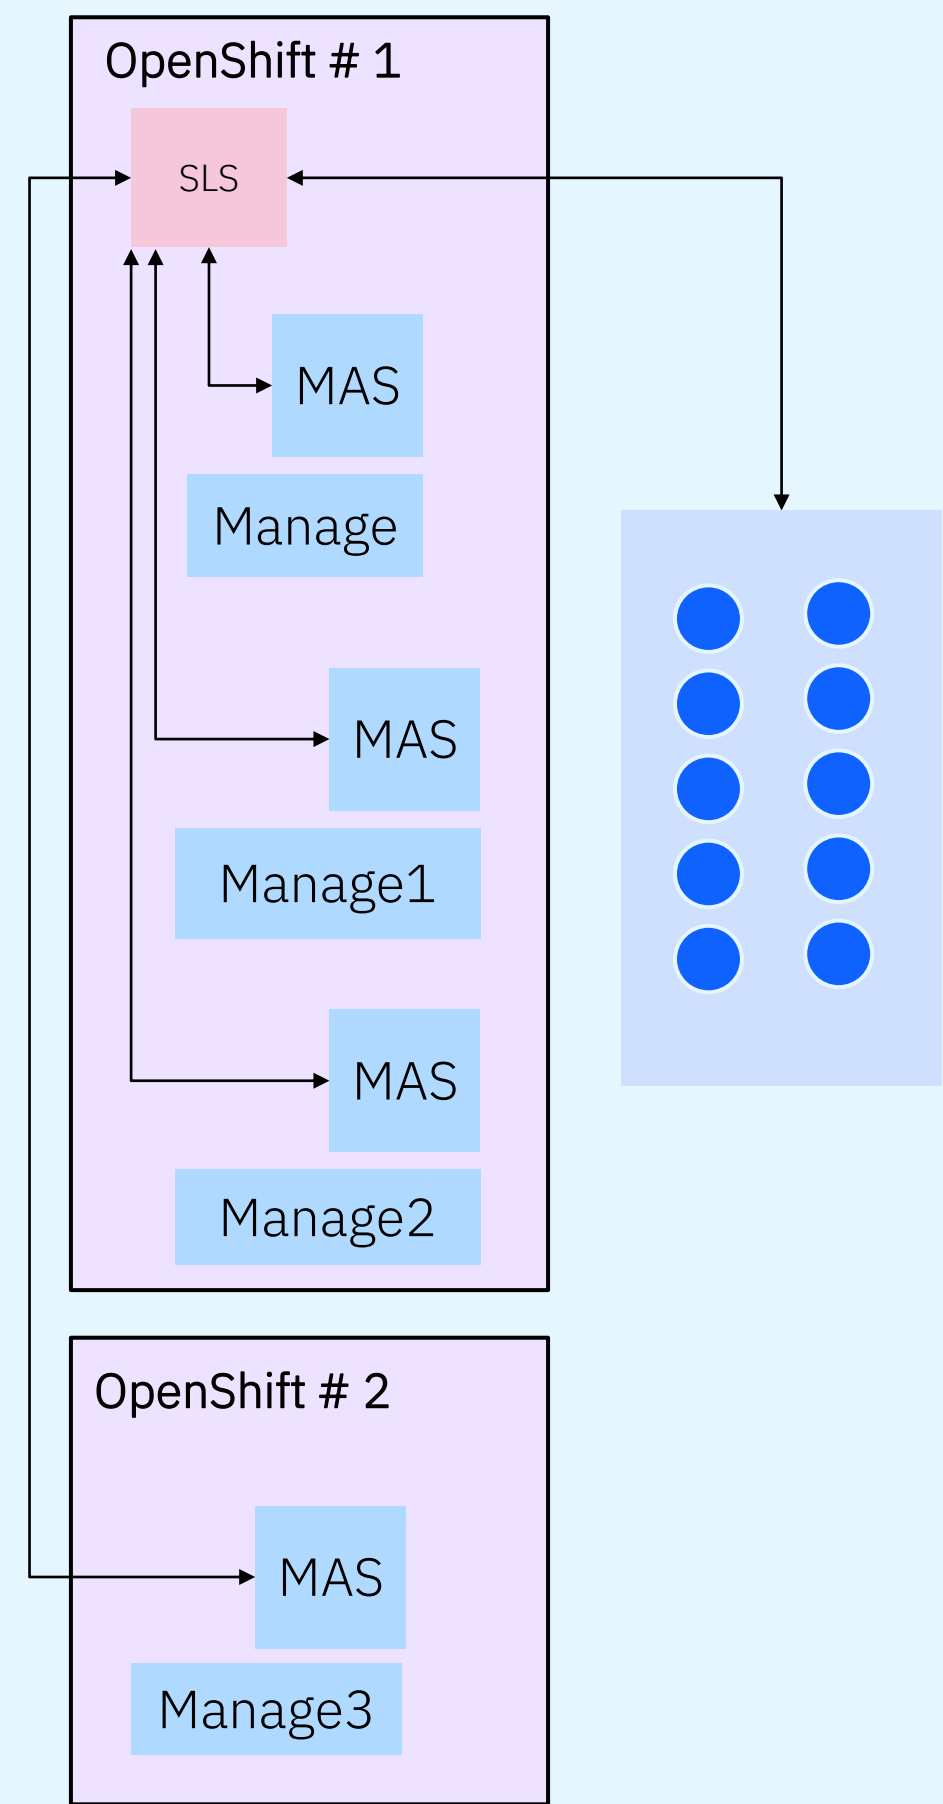 OpenShift # 1
SLS
MAS
Manage
MAS
Manage1
MAS
Manage2
OpenShift # 2
MAS
Manage3